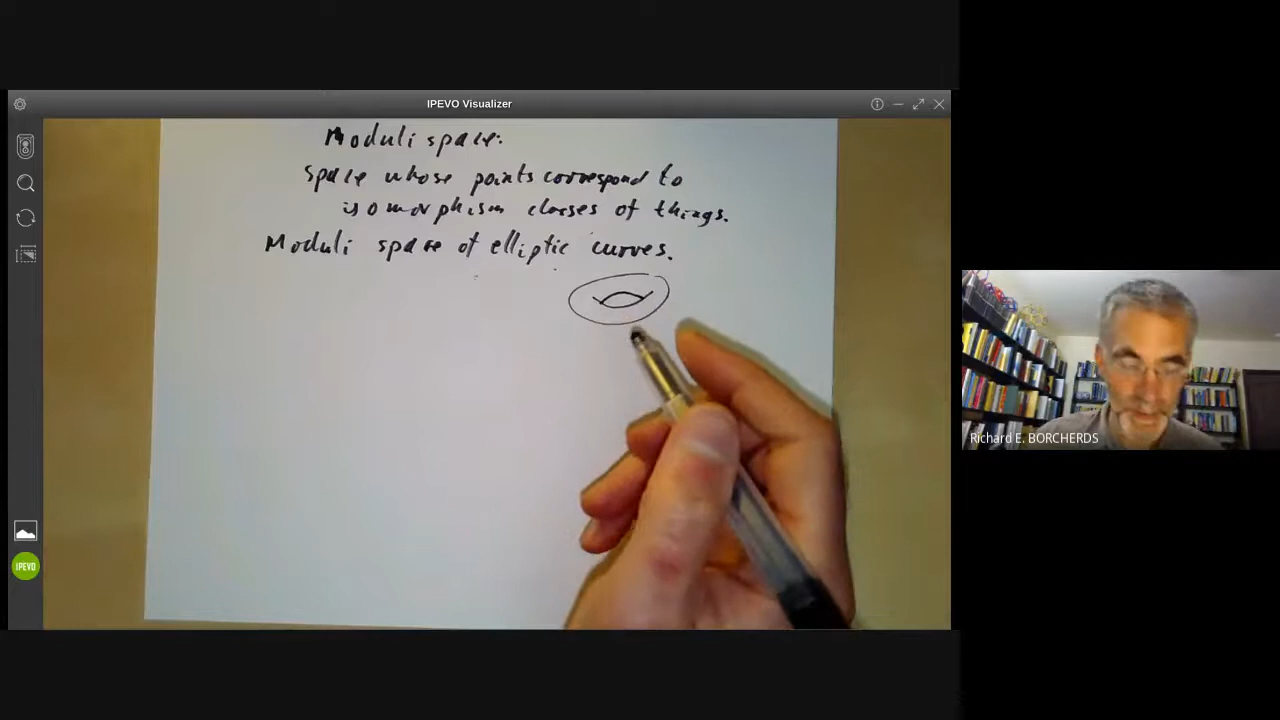 IPEVO Visualizer
Moduli space:
space whose points correspond to
isomorphism classes of things.
Moduli space of elliptic curves.
IPEVO
Richard E. BORCHERDS